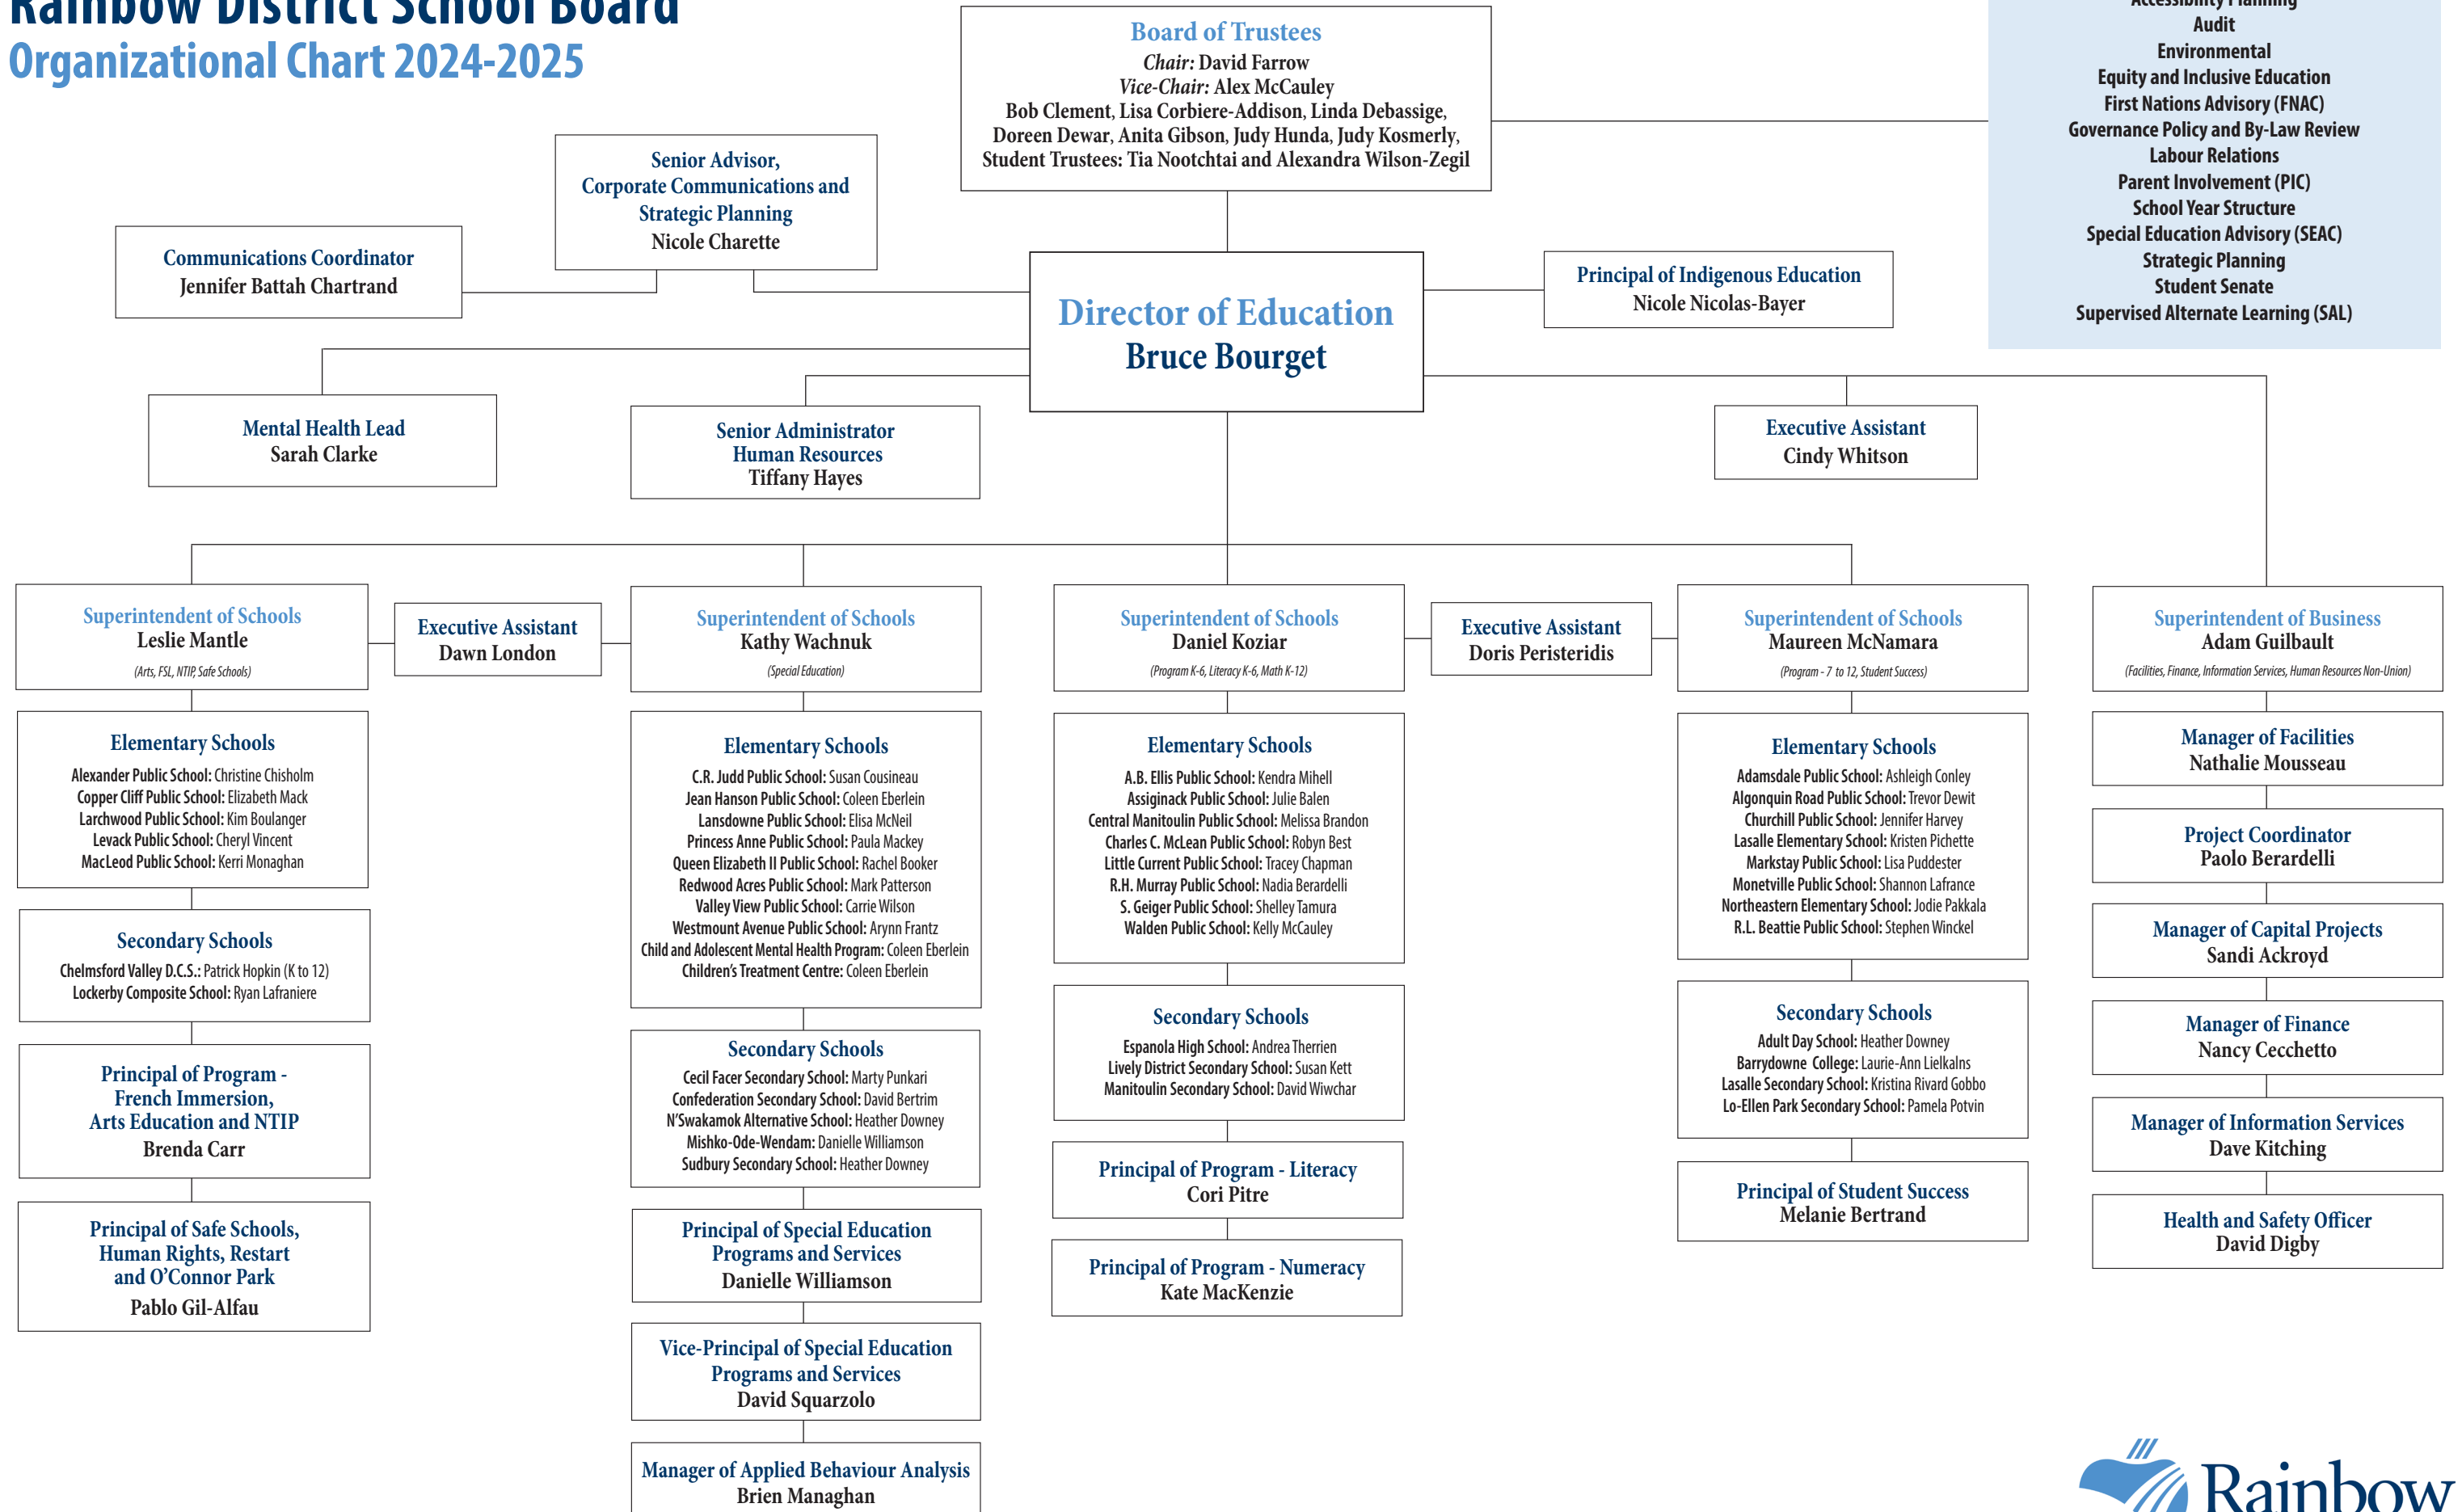 Rainbow District School Board
Organizational Chart 2024-2025
Board of Trustees
Chair: David Farrow
Vice-Chair: Alex McCauley
Bob Clement, Lisa Corbiere-Addison, Linda Debassige,
Doreen Dewar, Anita Gibson, Judy Hunda, Judy Kosmerly,
Student Trustees: Tia Nootchtai and Alexandra Wilson-Zegil
Accessibility Planning
Audit
Environmental
Equity and Inclusive Education
First Nations Advisory (FNAC)
Governance Policy and By-Law Review
Labour Relations
Parent Involvement (PIC)
School Year Structure
Special Education Advisory (SEAC)
Strategic Planning
Student Senate
Supervised Alternate Learning (SAL)
Senior Advisor,
Corporate Communications and
Strategic Planning
Nicole Charette
Communications Coordinator
Jennifer Battah Chartrand
Director of Education
Bruce Bourget
Principal of Indigenous Education
Nicole Nicolas-Bayer
Mental Health Lead
Sarah Clarke
Senior Administrator
Human Resources
Tiffany Hayes
Executive Assistant
Cindy Whitson
Superintendent of Schools
Leslie Mantle
(Arts, FSL, NTIP, Safe Schools)
Executive Assistant
Dawn London
Superintendent of Schools
Kathy Wachnuk
(Special Education)
Superintendent of Schools
Daniel Koziar
(Program K-6, Literacy K-6, Math K-12)
Executive Assistant
Doris Peristeridis
Superintendent of Schools
Maureen McNamara
(Program - 7 to 12, Student Success)
Superintendent of Business
Adam Guilbault
(Facilities, Finance, Information Services, Human Resources Non-Union)
Elementary Schools
Alexander Public School: Christine Chisholm
Copper Cliff Public School: Elizabeth Mack
Larchwood Public School: Kim Boulanger
Levack Public School: Cheryl Vincent
MacLeod Public School: Kerri Monaghan
Secondary Schools
Chelmsford Valley D.C.S.: Patrick Hopkin (K to 12)
Lockerby Composite School: Ryan Lafraniere
Principal of Program -
French Immersion,
Arts Education and NTIP
Brenda Carr
Principal of Safe Schools,
Human Rights, Restart
and O'Connor Park
Pablo Gil-Alfau
Elementary Schools
C.R. Judd Public School: Susan Cousineau
Jean Hanson Public School: Coleen Eberlein
Lansdowne Public School: Elisa McNeil
Princess Anne Public School: Paula Mackey
Queen Elizabeth II Public School: Rachel Booker
Redwood Acres Public School: Mark Patterson
Valley View Public School: Carrie Wilson
Westmount Avenue Public School: Arynn Frantz
Child and Adolescent Mental Health Program: Coleen Eberlein
Children's Treatment Centre: Coleen Eberlein
Secondary Schools
Cecil Facer Secondary School: Marty Punkari
Confederation Secondary School: David Bertrim
N'Swakamok Alternative School: Heather Downey
Mishko-Ode-Wendam: Danielle Williamson
Sudbury Secondary School: Heather Downey
Principal of Special Education
Programs and Services
Danielle Williamson
Vice-Principal of Special Education
Programs and Services
David Squarzolo
Manager of Applied Behaviour Analysis
Brien Managhan
Elementary Schools
A.B. Ellis Public School: Kendra Mihell
Assiginack Public School: Julie Balen
Central Manitoulin Public School: Melissa Brandon
Charles C. McLean Public School: Robyn Best
Little Current Public School: Tracey Chapman
R.H. Murray Public School: Nadia Berardelli
S. Geiger Public School: Shelley Tamura
Walden Public School: Kelly McCauley
Secondary Schools
Espanola High School: Andrea Therrien
Lively District Secondary School: Susan Kett
Manitoulin Secondary School: David Wiwchar
Principal of Program - Literacy
Cori Pitre
Principal of Program - Numeracy
Kate MacKenzie
Elementary Schools
Adamsdale Public School: Ashleigh Conley
Algonquin Road Public School: Trevor Dewit
Churchill Public School: Jennifer Harvey
Lasalle Elementary School: Kristen Pichette
Markstay Public School: Lisa Puddester
Monetville Public School: Shannon Lafrance
Northeastern Elementary School: Jodie Pakkala
R.L. Beattie Public School: Stephen Winckel
Secondary Schools
Adult Day School: Heather Downey
Barrydowne College: Laurie-Ann Lielkalns
Lasalle Secondary School: Kristina Rivard Gobbo
Lo-Ellen Park Secondary School: Pamela Potvin
Principal of Student Success
Melanie Bertrand
Manager of Facilities
Nathalie Mousseau
Project Coordinator
Paolo Berardelli
Manager of Capital Projects
Sandi Ackroyd
Manager of Finance
Nancy Cecchetto
Manager of Information Services
Dave Kitching
Health and Safety Officer
David Digby
Rainbow